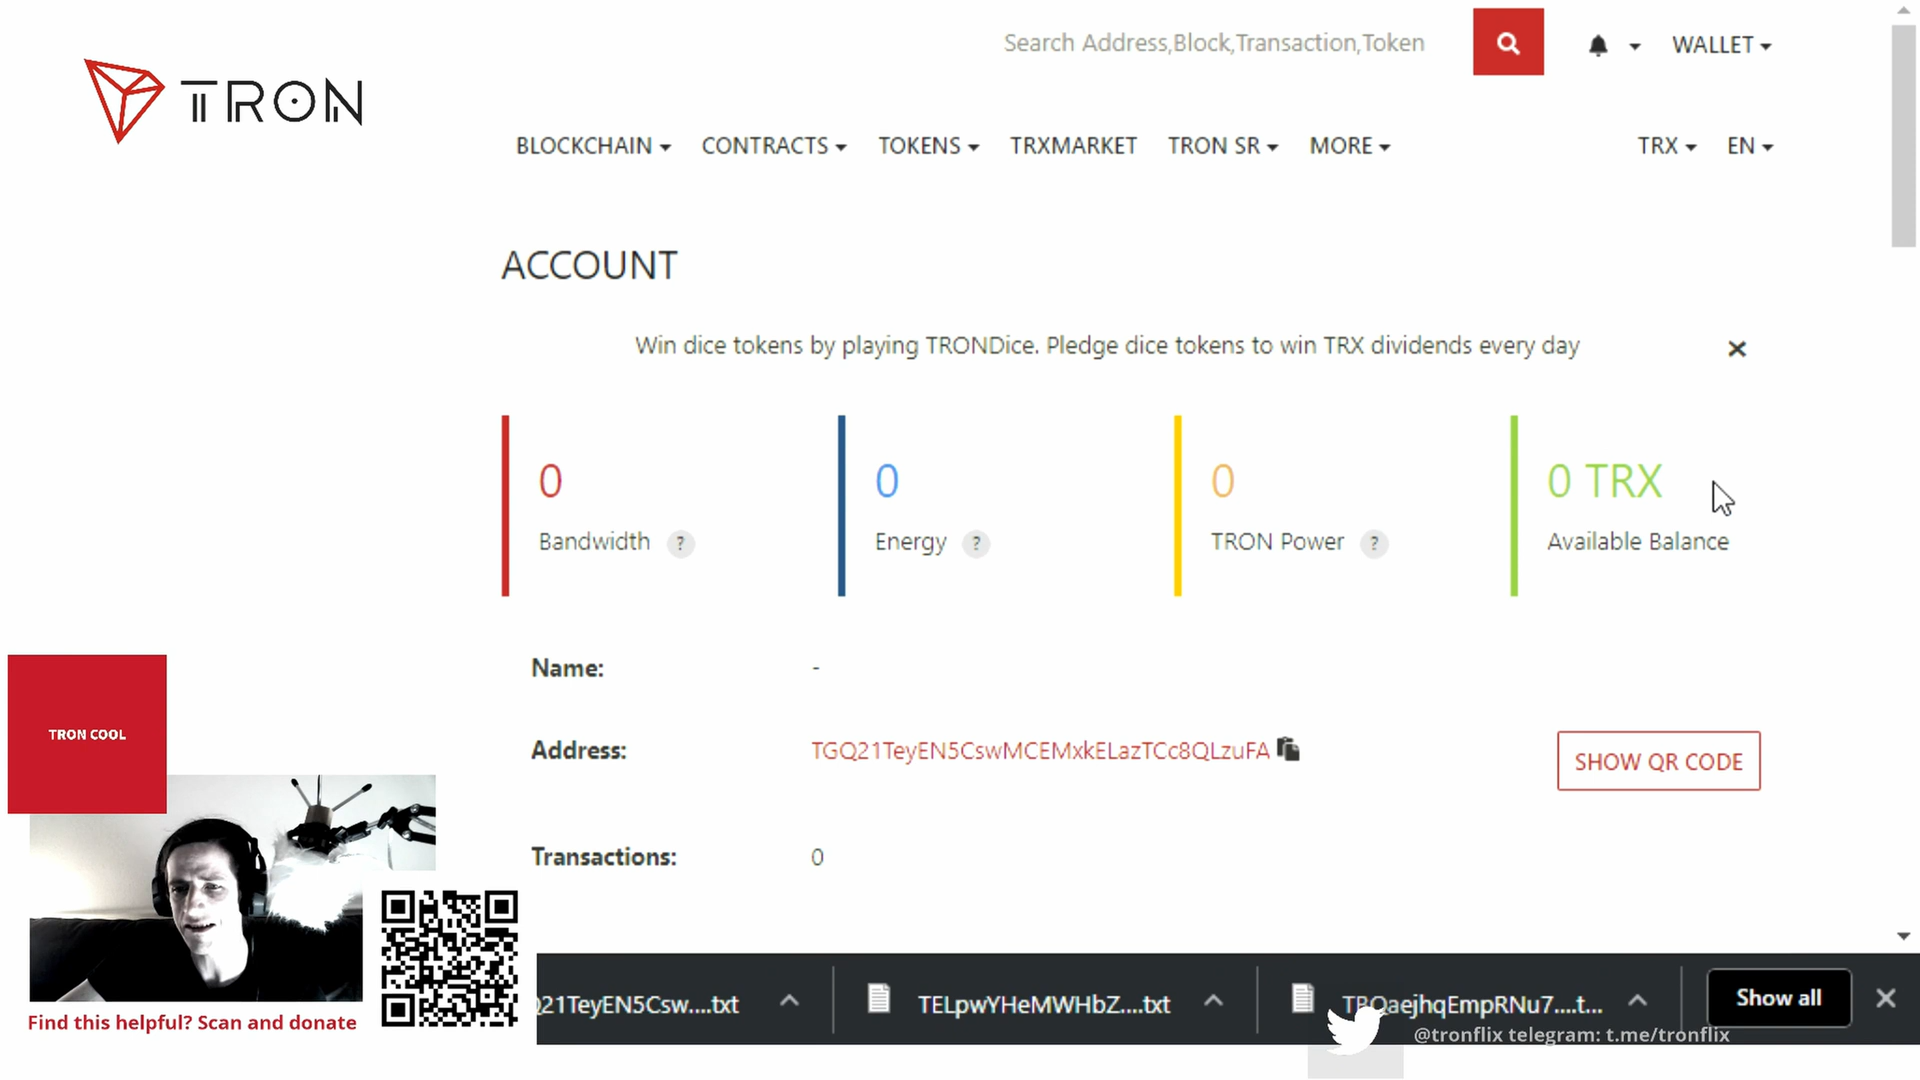 Search Address,Block,Transaction,Token
WALLET
TRON
BLOCKCHAIN CONTRACTS TOKENS TRXMARKET TRON SR MORE TRX EN
ACCOUNT
Win dice tokens by playing TRONDice. Pledge dice tokens to win TRX dividends every day
0 0 0 0 TRX
Bandwidth ? Energy ? TRON Power ? Available Balance
Name: -
TRON COOL
Address: TGQ21TeyEN5CswMCEMxkELazTCc8QLzuFA
SHOW QR CODE
Transactions: 0
Q21TeyEN5Csw....txt TELpwYHeMWHbZ....txt TPQaejhqEmpRNu7....t... Show all
Find this helpful? Scan and donate
@tronflix telegram: t.me/tronflix